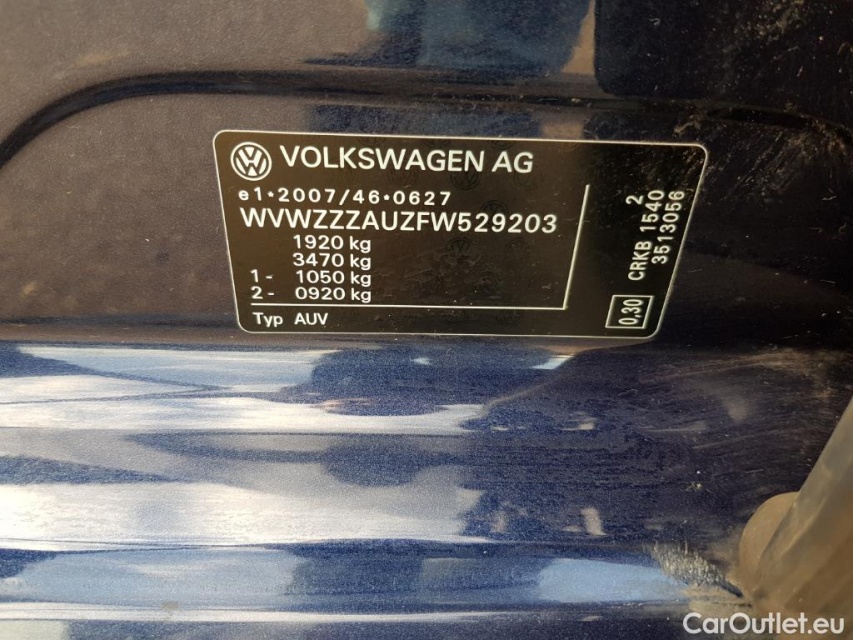 VOLKSWAGEN AG
e1*2007/46*0627
WVWZZZAUZFW529203
1920 kg
3470 kg
1 - 1050 kg
2 - 0920 kg
Typ AUV
2
CRKB 1540
3513056
0,30
CarOutlet.eu